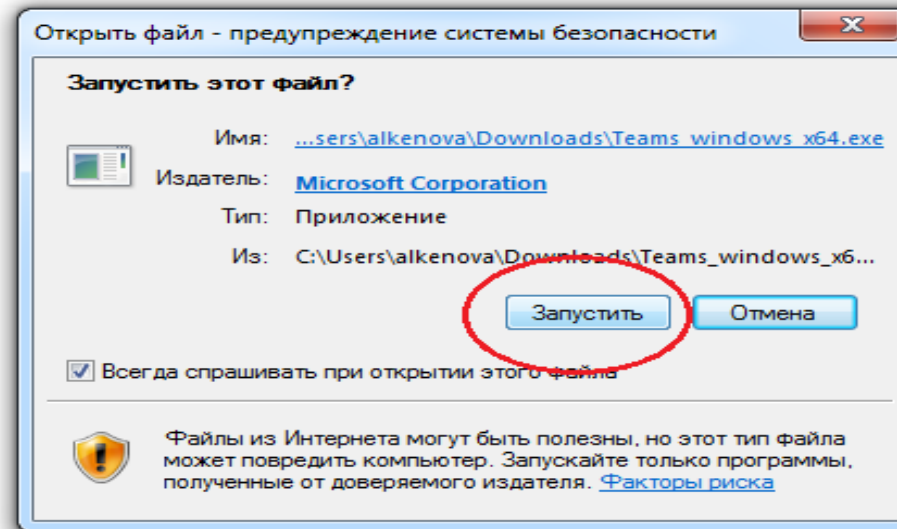 Открыть файл - предупреждение системы безопасности
Запустить этот файл?
Имя: ...sers\alkenova\Downloads\Teams_windows_x64.exe
Издатель: Microsoft Corporation
Тип: Приложение
Из: C:\Users\alkenova\Downloads\Teams_windows_x6...
Запустить Отмена
Всегда спрашивать при открытии этого файла
Файлы из Интернета могут быть полезны, но этот тип файла
может повредить компьютер. Запускайте только программы,
полученные от доверяемого издателя. Факторы риска